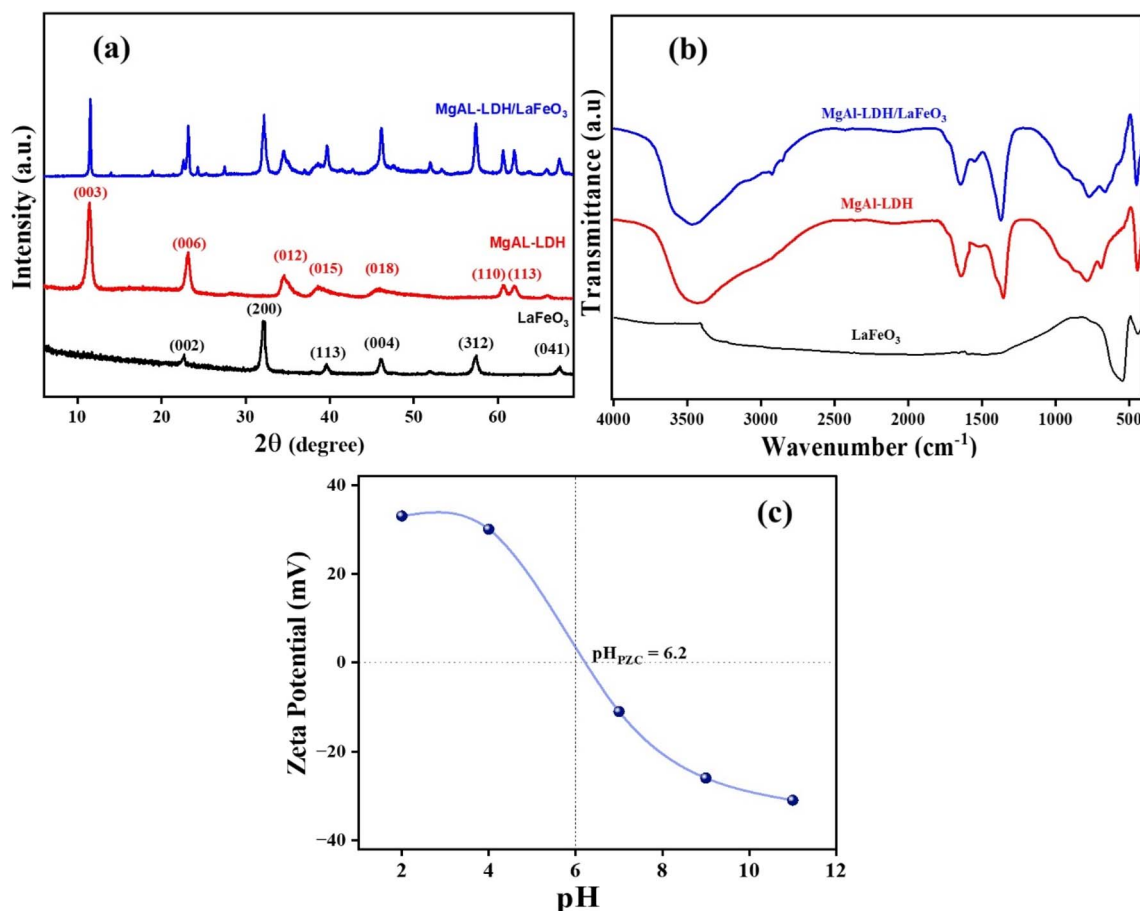 (a)
Intensity (a.u.)
MgAL-LDH/LaFeO₃
(003)
MgAL-LDH
(006)
(012)
(015)
(018)
(110)
(113)
LaFeO₃
(200)
(002)
(113)
(004)
(312)
(041)
10 20 30 40 50 60
2θ (degree)
(b)
Transmittance (a.u)
MgAl-LDH/LaFeO₃
MgAl-LDH
LaFeO₃
4000 3500 3000 2500 2000 1500 1000 500
Wavenumber (cm⁻¹)
(c)
Zeta Potential (mV)
40
20
0
−20
−40
pH_PZC = 6.2
2 4 6 8 10 12
pH